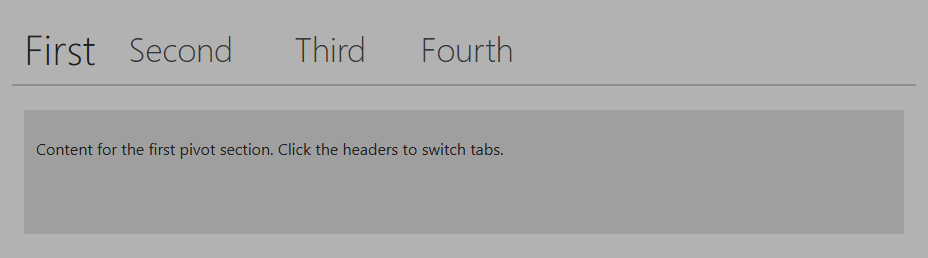 First Second Third Fourth
Content for the first pivot section. Click the headers to switch tabs.